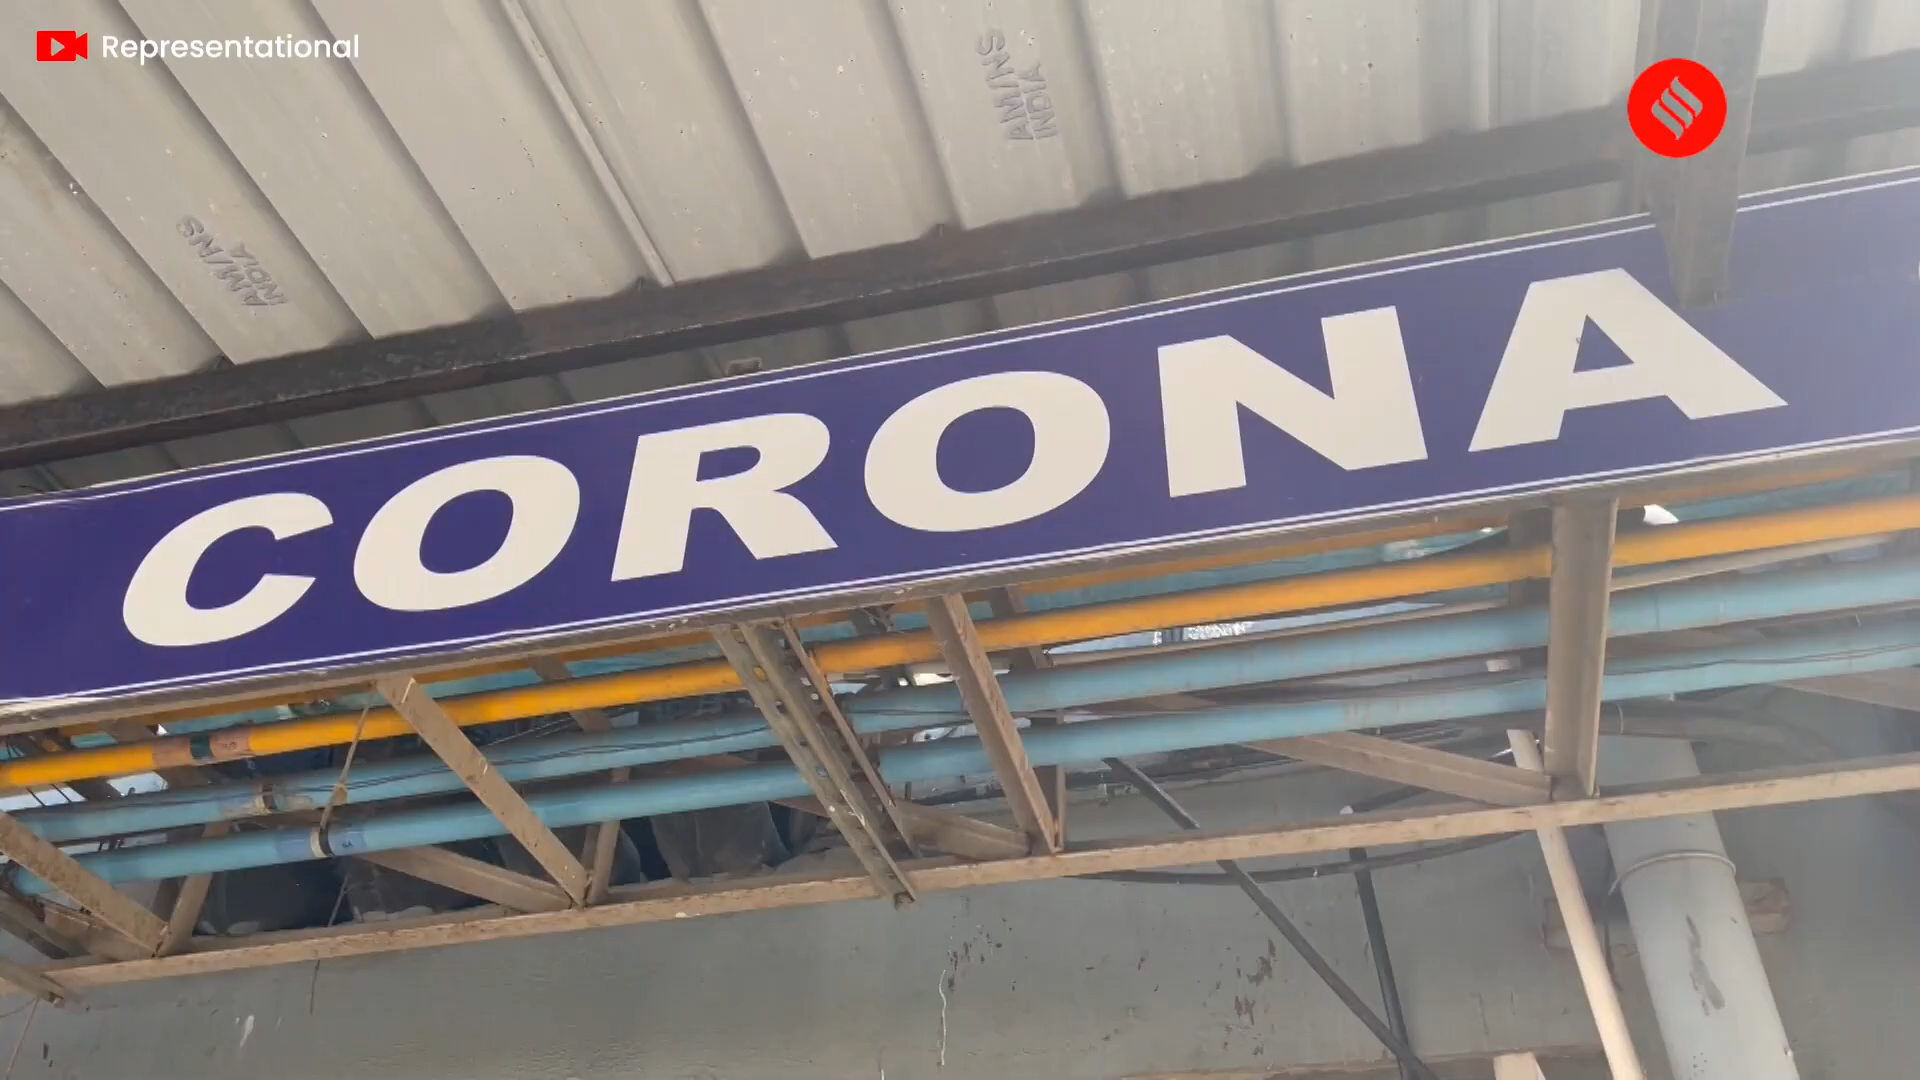 Representational
AM/NS
INDIA
AM/NS
INDIA
CORONA